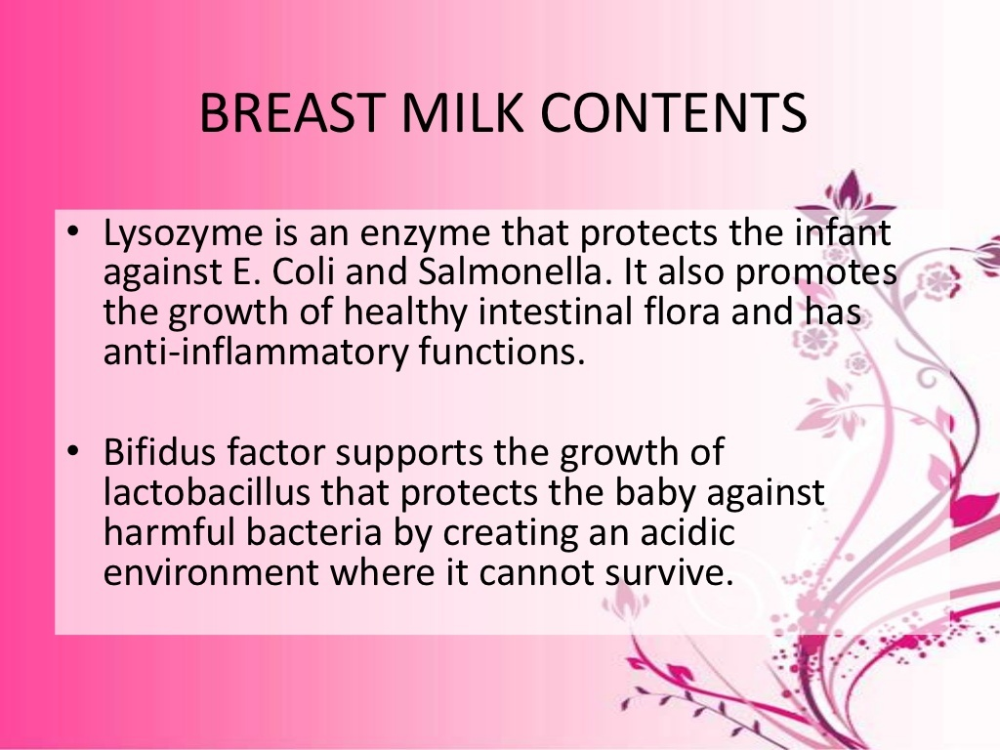 BREAST MILK CONTENTS
• Lysozyme is an enzyme that protects the infant
against E. Coli and Salmonella. It also promotes
the growth of healthy intestinal flora and has
anti-inflammatory functions.
• Bifidus factor supports the growth of
lactobacillus that protects the baby against
harmful bacteria by creating an acidic
environment where it cannot survive.